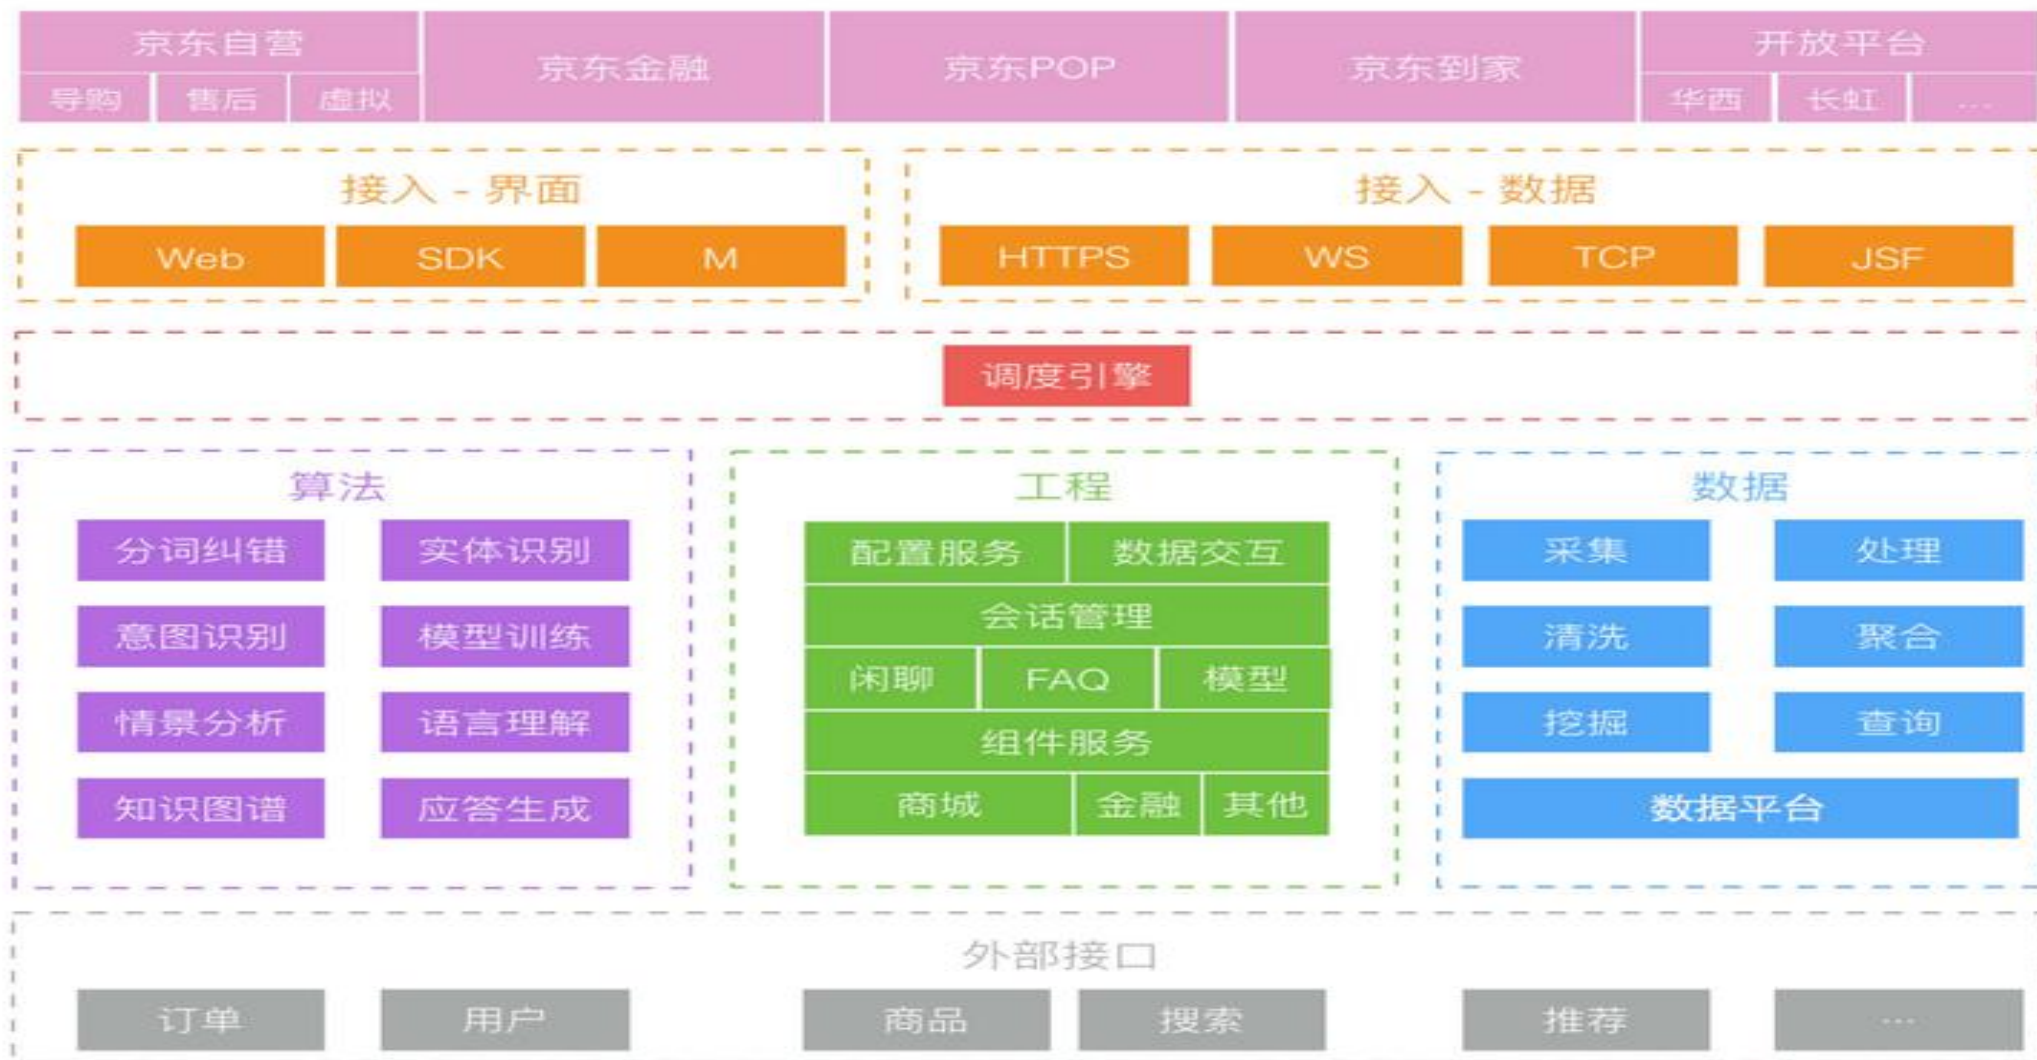 京东自营 京东金融 京东POP 京东到家 开放平台
导购 售后 虚拟 华西 长虹 ...
接入 - 界面 接入 - 数据
Web SDK M HTTPS WS TCP JSF
调度引擎
算法 工程 数据
分词纠错 实体识别 配置服务 数据交互 采集 处理
意图识别 模型训练 会话管理 清洗 聚合
闲聊 FAQ 模型
情景分析 语言理解 组件服务 挖掘 查询
知识图谱 应答生成 商城 金融 其他 数据平台
外部接口
订单 用户 商品 搜索 推荐 ...